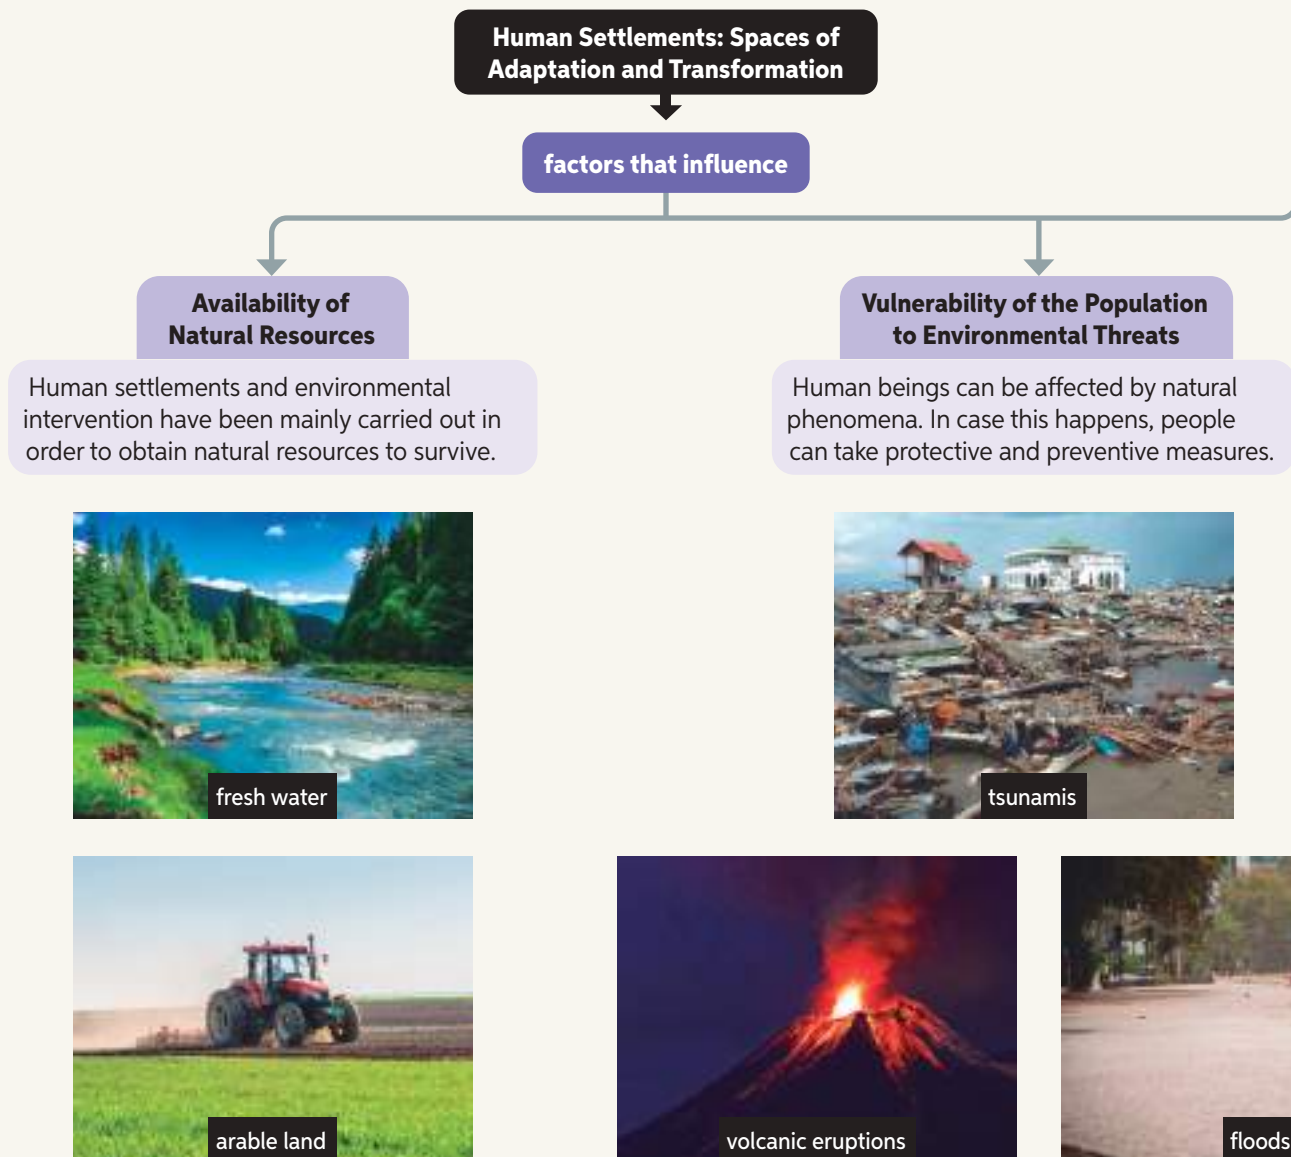 Human Settlements: Spaces of
Adaptation and Transformation
factors that influence
Availability of
Natural Resources
Human settlements and environmental
intervention have been mainly carried out in
order to obtain natural resources to survive.
Vulnerability of the Population
to Environmental Threats
Human beings can be affected by natural
phenomena. In case this happens, people
can take protective and preventive measures.
fresh water
tsunamis
arable land
volcanic eruptions
floods